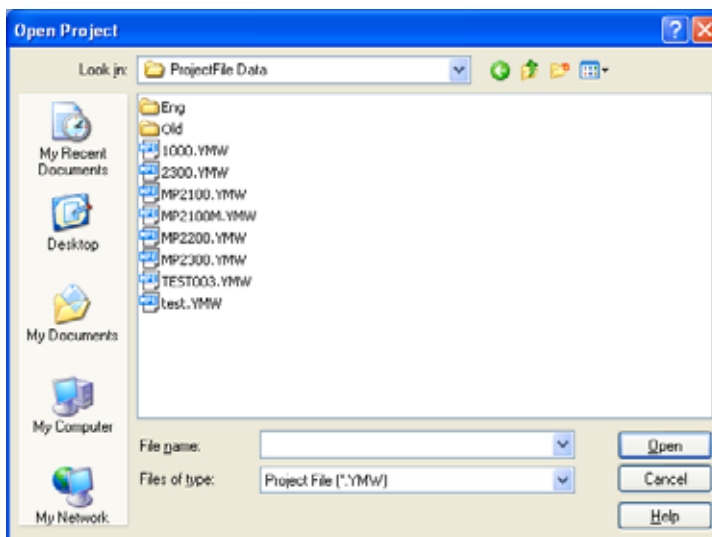 Open Project
Look in: ProjectFile Data
My Recent
Documents
Desktop
My Documents
My Computer
My Network
Eng
Old
1000.YMW
2300.YMW
MP2100.YMW
MP2100M.YMW
MP2200.YMW
MP2300.YMW
TEST003.YMW
test.YMW
File name:
Open
Files of type: Project File (*.YMW)
Cancel
Help